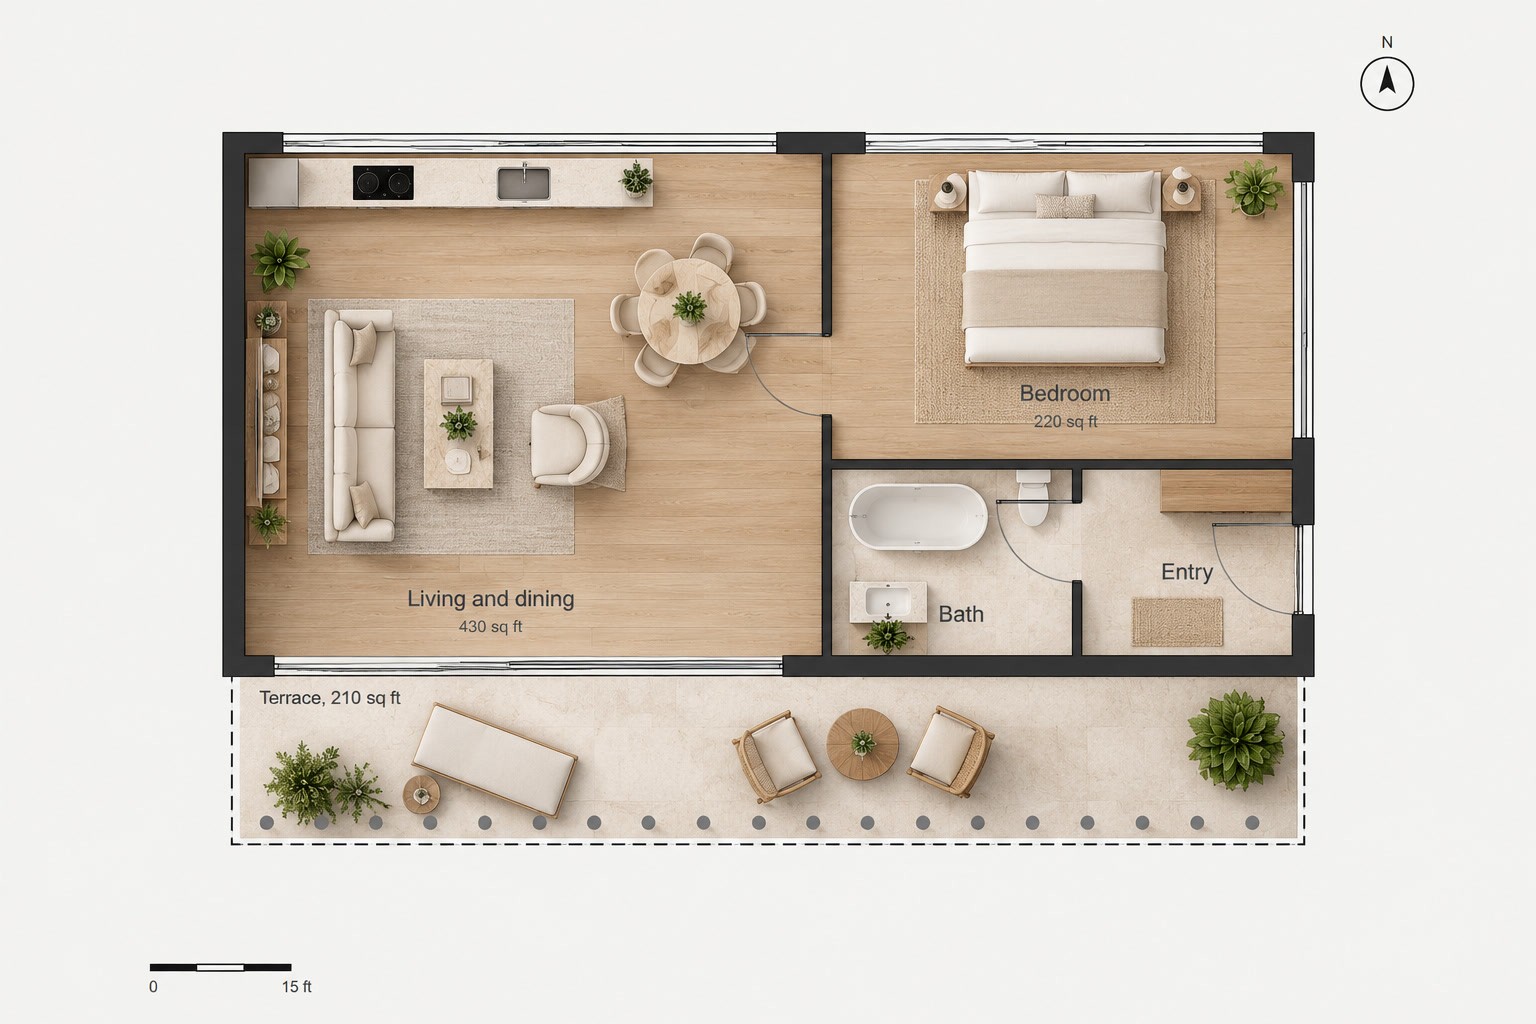 N
Bedroom
220 sq ft
Entry
Living and dining
430 sq ft
Bath
Terrace, 210 sq ft
0
15 ft